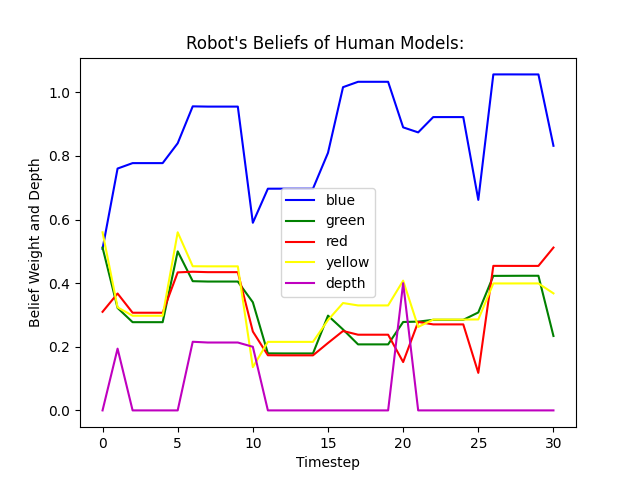 Robot's Beliefs of Human Models:
Belief Weight and Depth
1.0
0.8
0.6
0.4
0.2
0.0
blue
green
red
yellow
depth
0 5 10 15 20 25 30
Timestep